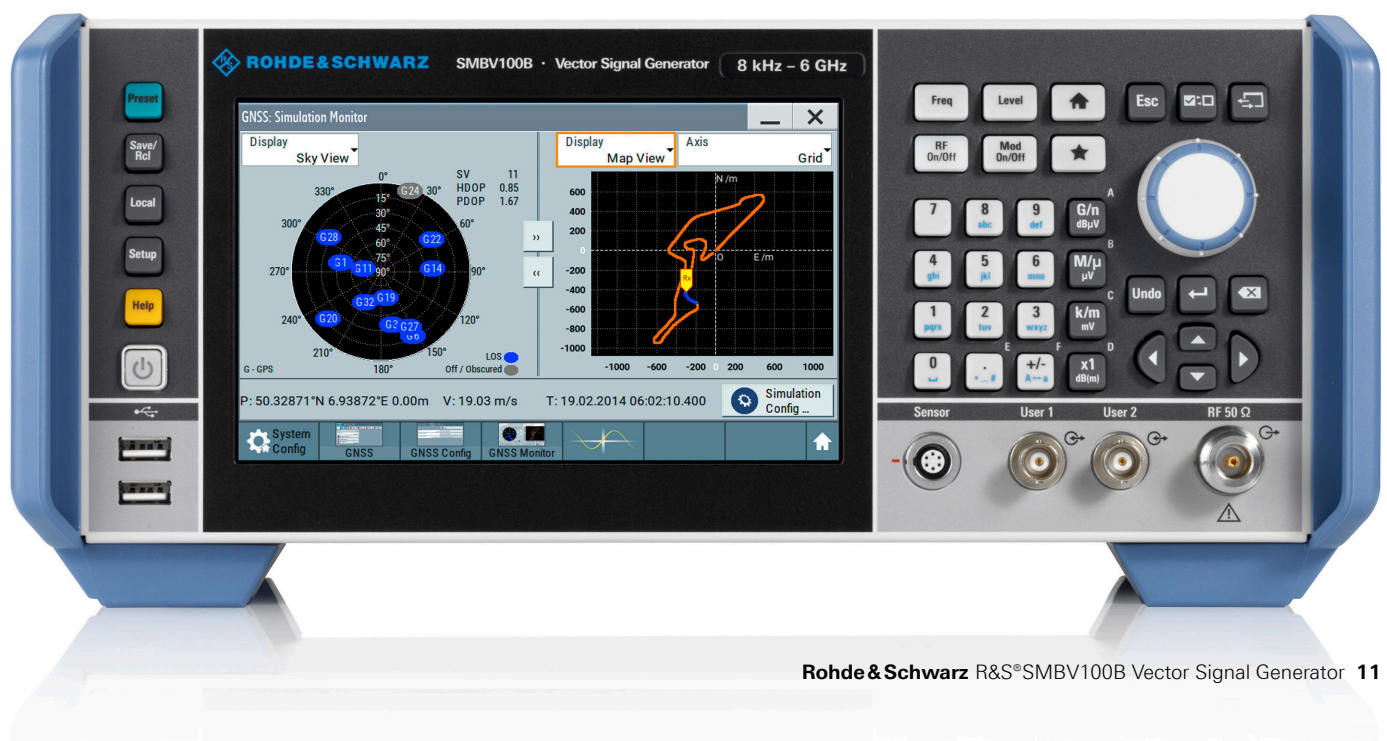 ROHDE&SCHWARZ SMBV100B · Vector Signal Generator 8 kHz – 6 GHz
Preset
Save/
Rcl
Local
Setup
Help
GNSS: Simulation Monitor
Display
Sky View
SV 11
HDOP 0.85
PDOP 1.67
0°
330°
G24
30°
15°
30°
300°
45°
60°
G28
G22
60°
75°
G1
G11
G14
270°
90°
90°
G32
G19
240°
G20
G27
G6
120°
210°
150°
180°
LOS
G - GPS
Off / Obscured
››
‹‹
Display
Map View
Axis
Grid
N /m
600
400
200
0
O
E /m
-200
Rx
-400
-600
-800
-1000
-1000 -600 -200 0 200 600 1000
P: 50.32871°N 6.93872°E 0.00m V: 19.03 m/s T: 19.02.2014 06:02:10.400
Simulation
Config ...
System
Config
GNSS
GNSS Config
GNSS Monitor
Freq Level Esc
RF
On/Off
Mod
On/Off
A
7
8
abc
9
def
G/n
dBµV
B
4
ghi
5
jkl
6
mno
M/µ
µV
C
1
pqrs
2
tuv
3
wxyz
k/m
mV
Undo
E F D
0
.
.._#
+/-
A↔a
x1
dB(m)
Sensor User 1 User 2 RF 50 Ω
Rohde & Schwarz R&S®SMBV100B Vector Signal Generator 11